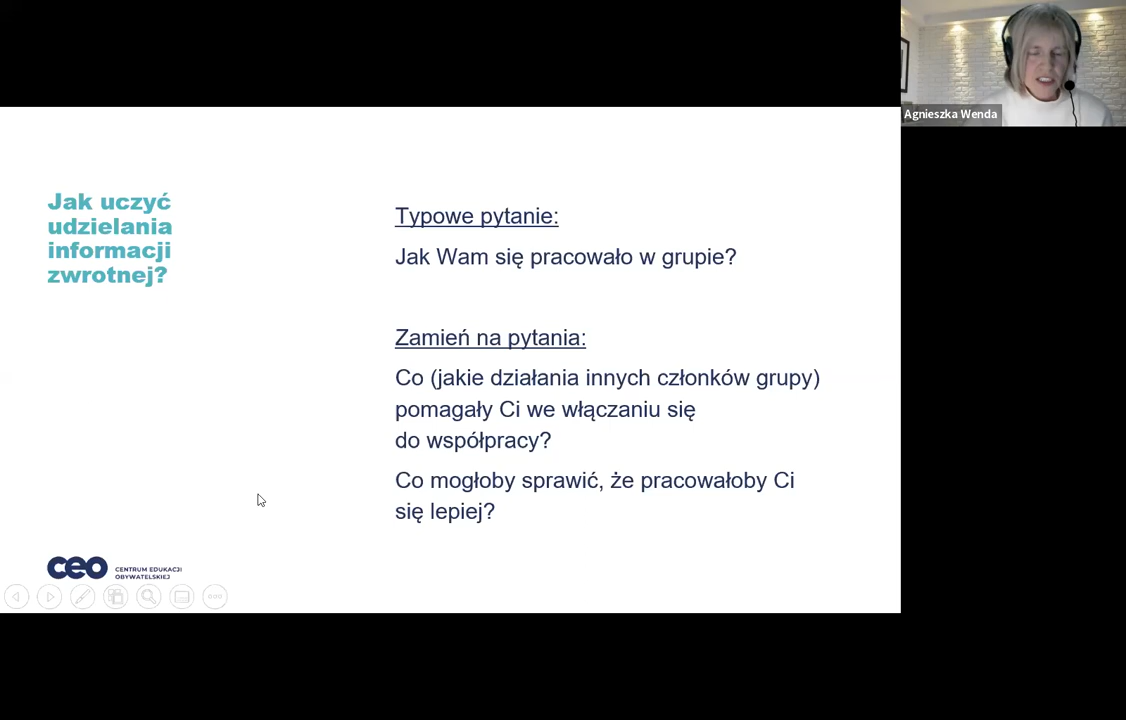 Agnieszka Wenda
Jak uczyć
udzielania
informacji
zwrotnej?
Typowe pytanie:
Jak Wam się pracowało w grupie?
Zamień na pytania:
Co (jakie działania innych członków grupy)
pomagały Ci we włączaniu się
do współpracy?
Co mogłoby sprawić, że pracowałoby Ci
się lepiej?
ceo
CENTRUM EDUKACJI
OBYWATELSKIEJ